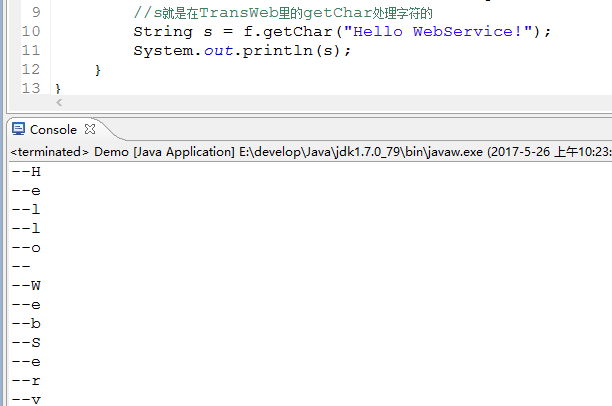 9 //s就是在TransWeb里的getChar处理字符的
10 String s = f.getChar("Hello WebService!");
11 System.out.println(s);
12 }
13 }
Console
<terminated> Demo [Java Application] E:\develop\Java\jdk1.7.0_79\bin\javaw.exe (2017-5-26 上午10:23:
--H
--e
--l
--l
--o
--
--W
--e
--b
--S
--e
--r
--v